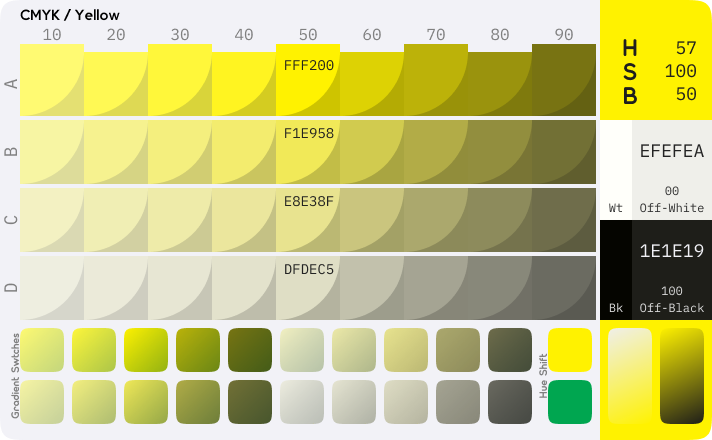 CMYK / Yellow
10 20 30 40 50 60 70 80 90
A
FFF200
B
F1E958
C
E8E38F
D
DFDEC5
Gradient Swtches
Hue Shift
H 57
S 100
B 50
EFEFEA
00
Wt Off-White
1E1E19
100
Bk Off-Black